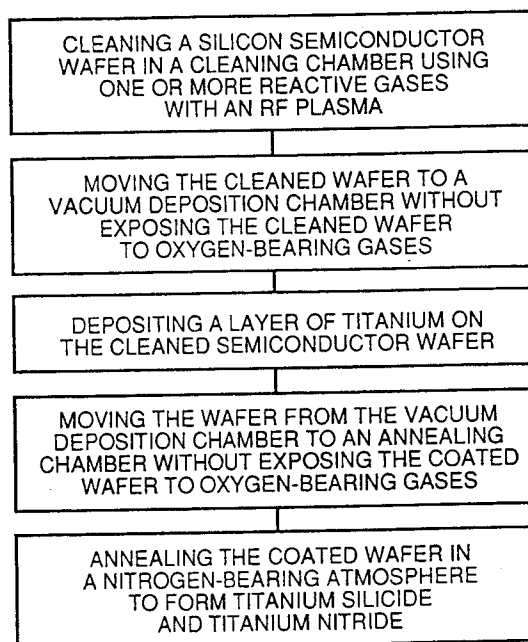 CLEANING A SILICON SEMICONDUCTOR
WAFER IN A CLEANING CHAMBER USING
ONE OR MORE REACTIVE GASES
WITH AN RF PLASMA
MOVING THE CLEANED WAFER TO A
VACUUM DEPOSITION CHAMBER WITHOUT
EXPOSING THE CLEANED WAFER
TO OXYGEN-BEARING GASES
DEPOSITING A LAYER OF TITANIUM ON
THE CLEANED SEMICONDUCTOR WAFER
MOVING THE WAFER FROM THE VACUUM
DEPOSITION CHAMBER TO AN ANNEALING
CHAMBER WITHOUT EXPOSING THE COATED
WAFER TO OXYGEN-BEARING GASES
ANNEALING THE COATED WAFER IN
A NITROGEN-BEARING ATMOSPHERE
TO FORM TITANIUM SILICIDE
AND TITANIUM NITRIDE